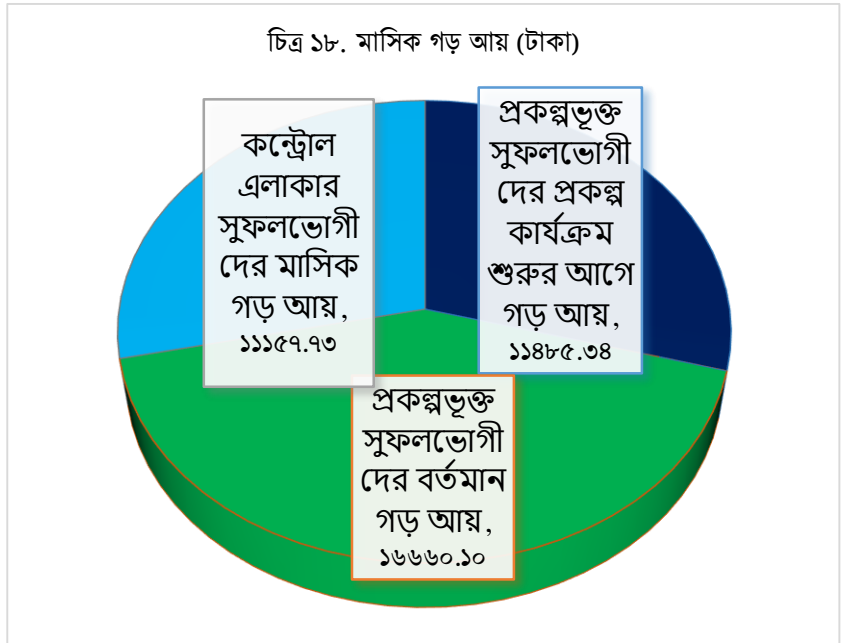 চিত্র ১৮. মাসিক গড় আয় (টাকা)
প্রকল্পভূক্ত
সুফলভোগী
দের প্রকল্প
কার্যক্রম
শুরুর আগে
গড় আয়,
১১৪৮৫.৩৪
কন্ট্রোল
এলাকার
সুফলভোগী
দের মাসিক
গড় আয়,
১১১৫৭.৭৩
প্রকল্পভূক্ত
সুফলভোগী
দের বর্তমান
গড় আয়,
১৬৬৬০.১০